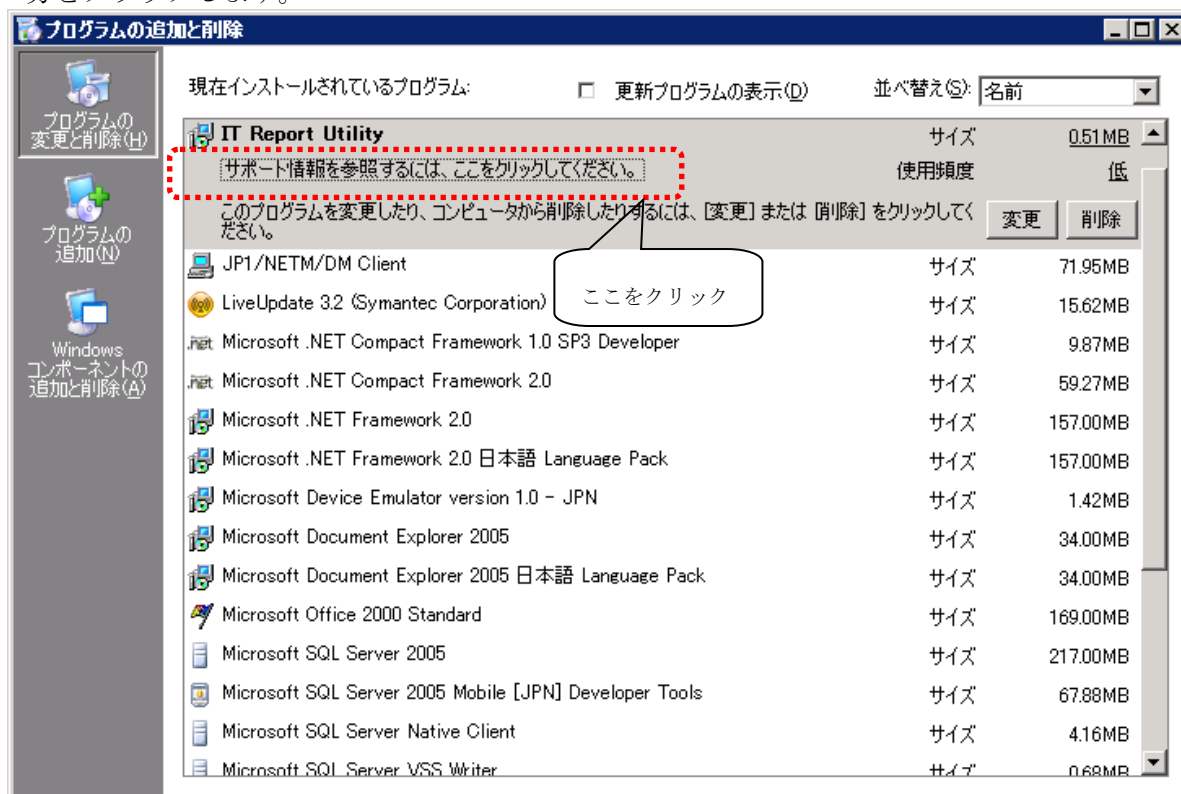 プログラムの追加と削除
現在インストールされているプログラム:
更新プログラムの表示(D)
並べ替え(S):
名前
プログラムの
変更と削除(H)
プログラムの
追加(N)
Windows
コンポーネントの
追加と削除(A)
IT Report Utility サイズ 0.51MB
サポート情報を参照するには、ここをクリックしてください。 使用頻度 低
このプログラムを変更したり、コンピュータから削除したりするには、[変更] または [削除] をクリックしてく
ださい。
変更 削除
ここをクリック
JP1/NETM/DM Client サイズ 71.95MB
LiveUpdate 3.2 (Symantec Corporation) サイズ 15.62MB
Microsoft .NET Compact Framework 1.0 SP3 Developer サイズ 9.87MB
Microsoft .NET Compact Framework 2.0 サイズ 59.27MB
Microsoft .NET Framework 2.0 サイズ 157.00MB
Microsoft .NET Framework 2.0 日本語 Language Pack サイズ 157.00MB
Microsoft Device Emulator version 1.0 - JPN サイズ 1.42MB
Microsoft Document Explorer 2005 サイズ 34.00MB
Microsoft Document Explorer 2005 日本語 Language Pack サイズ 34.00MB
Microsoft Office 2000 Standard サイズ 169.00MB
Microsoft SQL Server 2005 サイズ 217.00MB
Microsoft SQL Server 2005 Mobile [JPN] Developer Tools サイズ 67.88MB
Microsoft SQL Server Native Client サイズ 4.16MB
Microsoft SQL Server VSS Writer サイズ 0.68MB